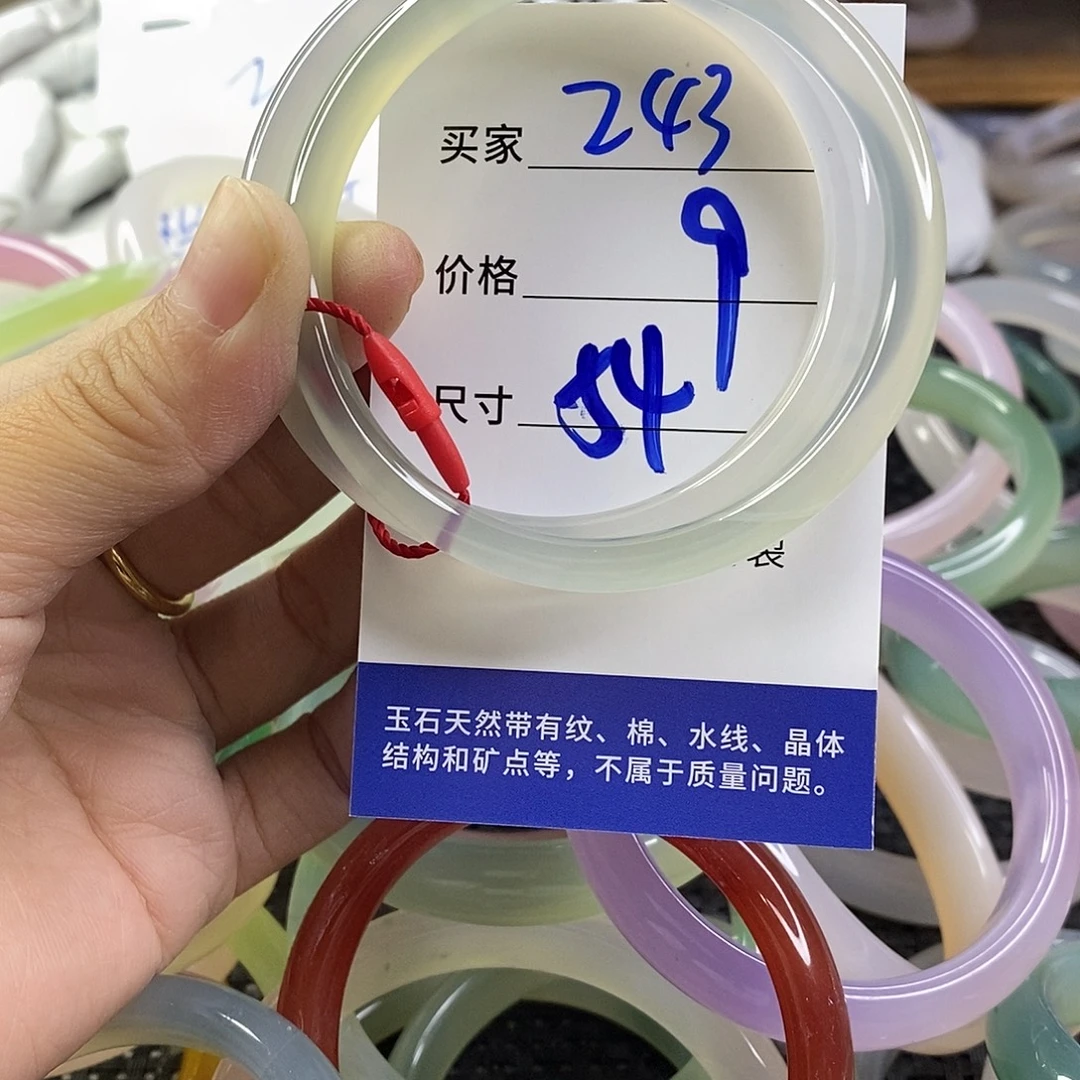 买家 243
价格 9
尺寸 54
装
玉石天然带有纹、棉、水线、晶体
结构和矿点等，不属于质量问题。